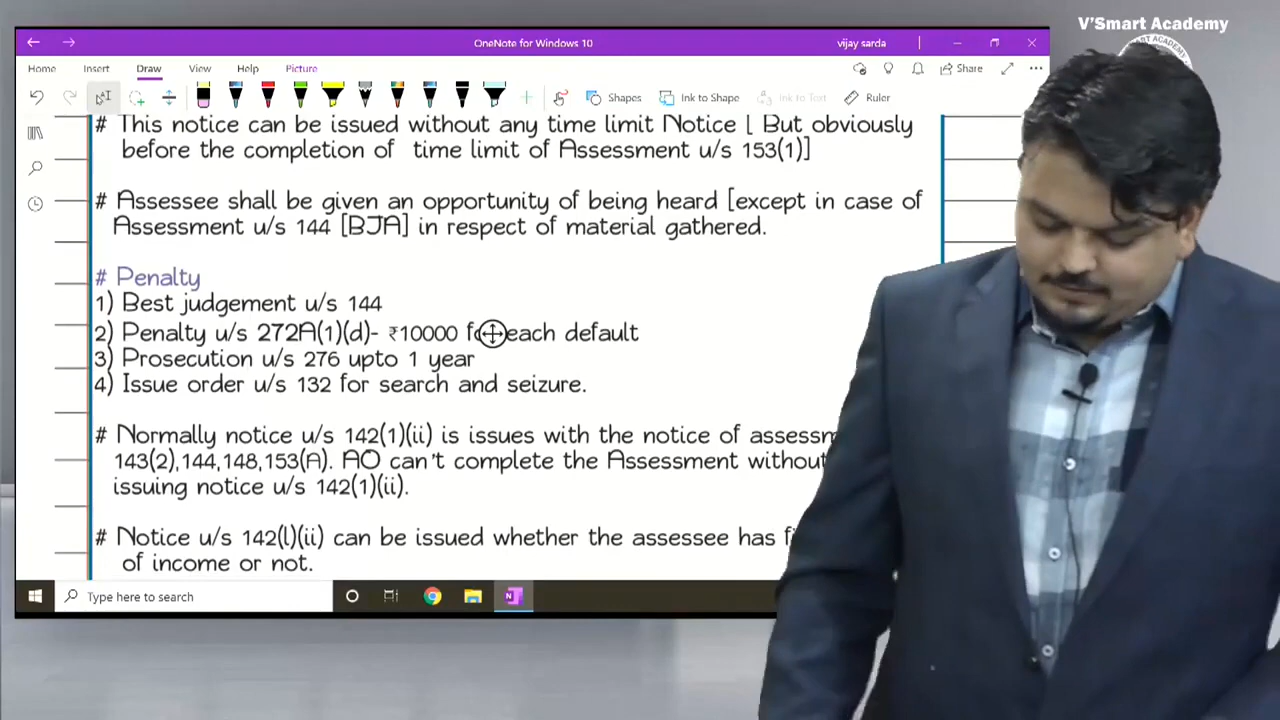 V'Smart Academy
OneNote for Windows 10
vijay sarda
Home Insert Draw View Help Picture
Share
Shapes Ink to Shape Ink to Text Ruler
# This notice can be issued without any time limit Notice [ But obviously
before the completion of time limit of Assessment u/s 153(1)]
# Assessee shall be given an opportunity of being heard [except in case of
Assessment u/s 144 [BJA] in respect of material gathered.
# Penalty
1) Best judgement u/s 144
2) Penalty u/s 272A(1)(d)- ₹10000 each default
3) Prosecution u/s 276 upto 1 year
4) Issue order u/s 132 for search and seizure.
# Normally notice u/s 142(1)(ii) is issues with the notice of
143(2),144,148,153(A). AO can't complete the Assessment without
issuing notice u/s 142(1)(ii).
# Notice u/s 142(l)(ii) can be issued whether the assessee has
of income or not.
Type here to search